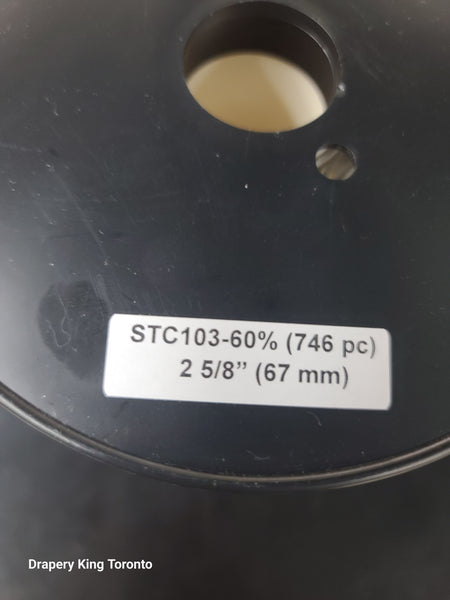 STC103-60% (746 pc)
2 5/8” (67 mm)
Drapery King Toronto